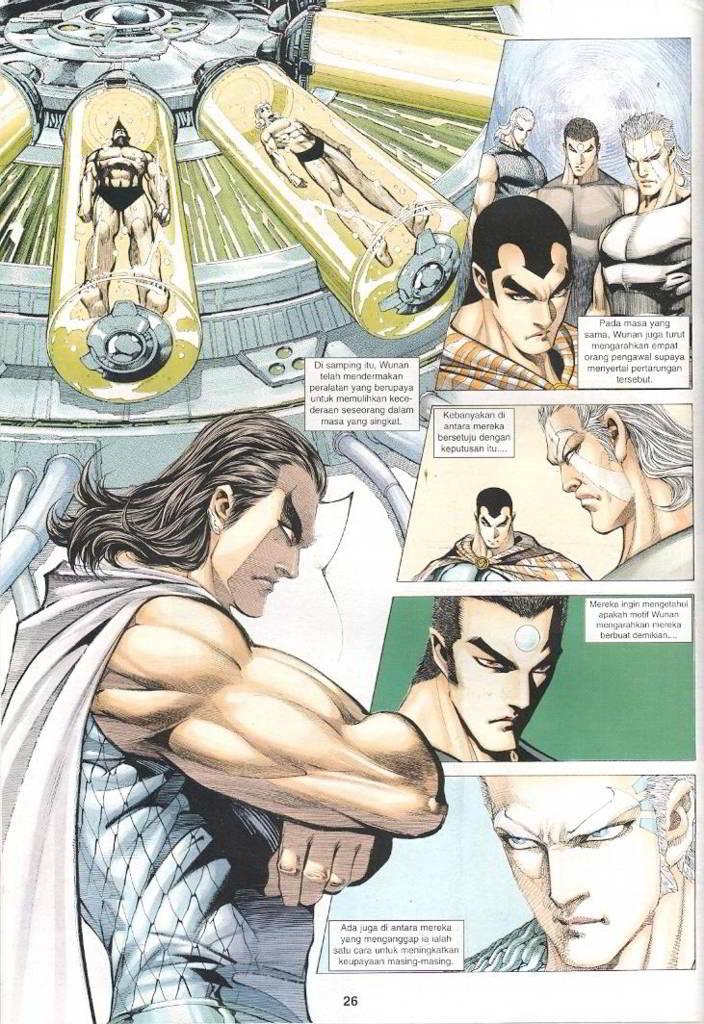 Pada masa yang
sama, Wunan juga turut
mengarahkan empat
orang pengawal supaya
menyertai pertarungan
tersebut.
Di samping itu, Wunan
telah mendermakan
peralatan yang berupaya
untuk memulihkan kece-
deraan seseorang dalam
masa yang singkat.
Kebanyakan di
antara mereka
bersetuju dengan
keputusan itu....
Mereka ingin mengetahui
apakah motif Wunan
mengarahkan mereka
berbuat demikian....
Ada juga di antara mereka
yang menganggap ia ialah
satu cara untuk meningkatkan
keupayaan masing-masing.
26